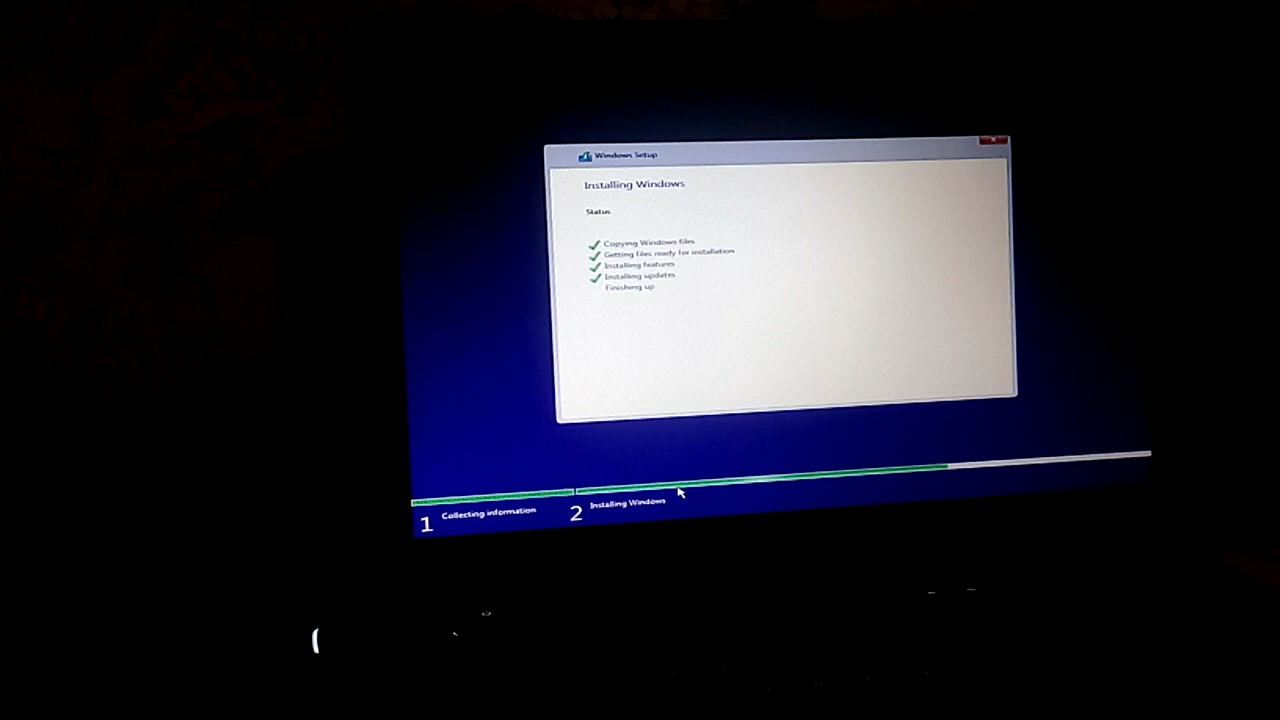 Windows Setup
Installing Windows
Status
Copying Windows files
Getting files ready for installation
Installing features
Installing updates
Finishing up
1 Collecting information
2 Installing Windows